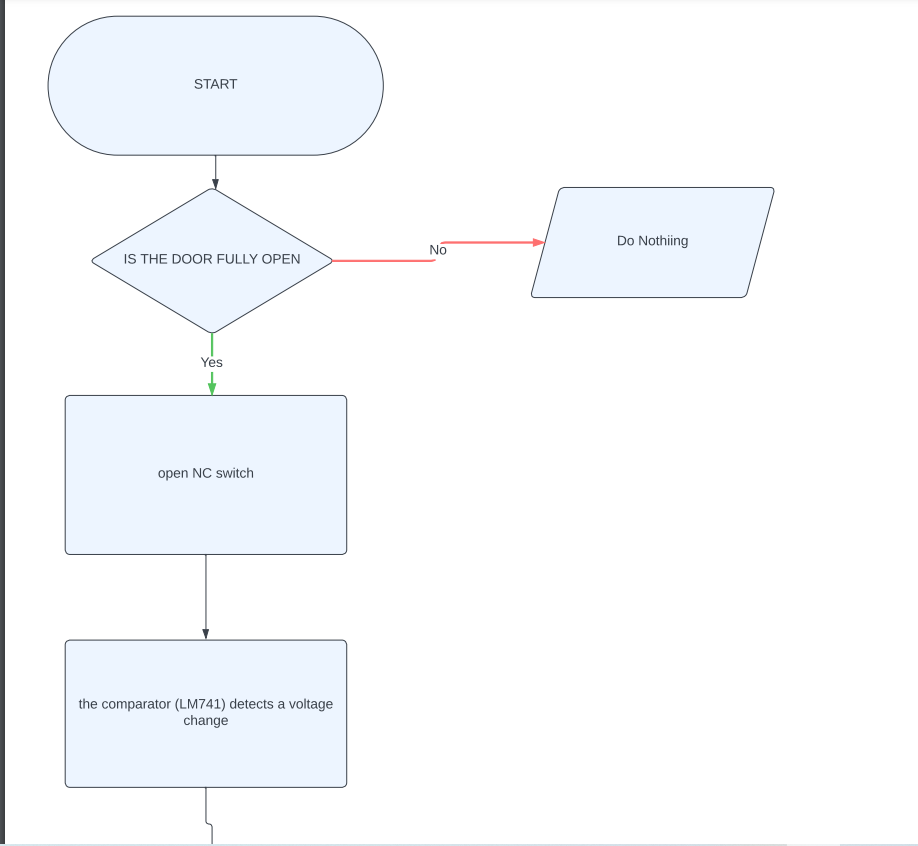 START
IS THE DOOR FULLY OPEN
No
Do Nothiing
Yes
open NC switch
the comparator (LM741) detects a voltage
change